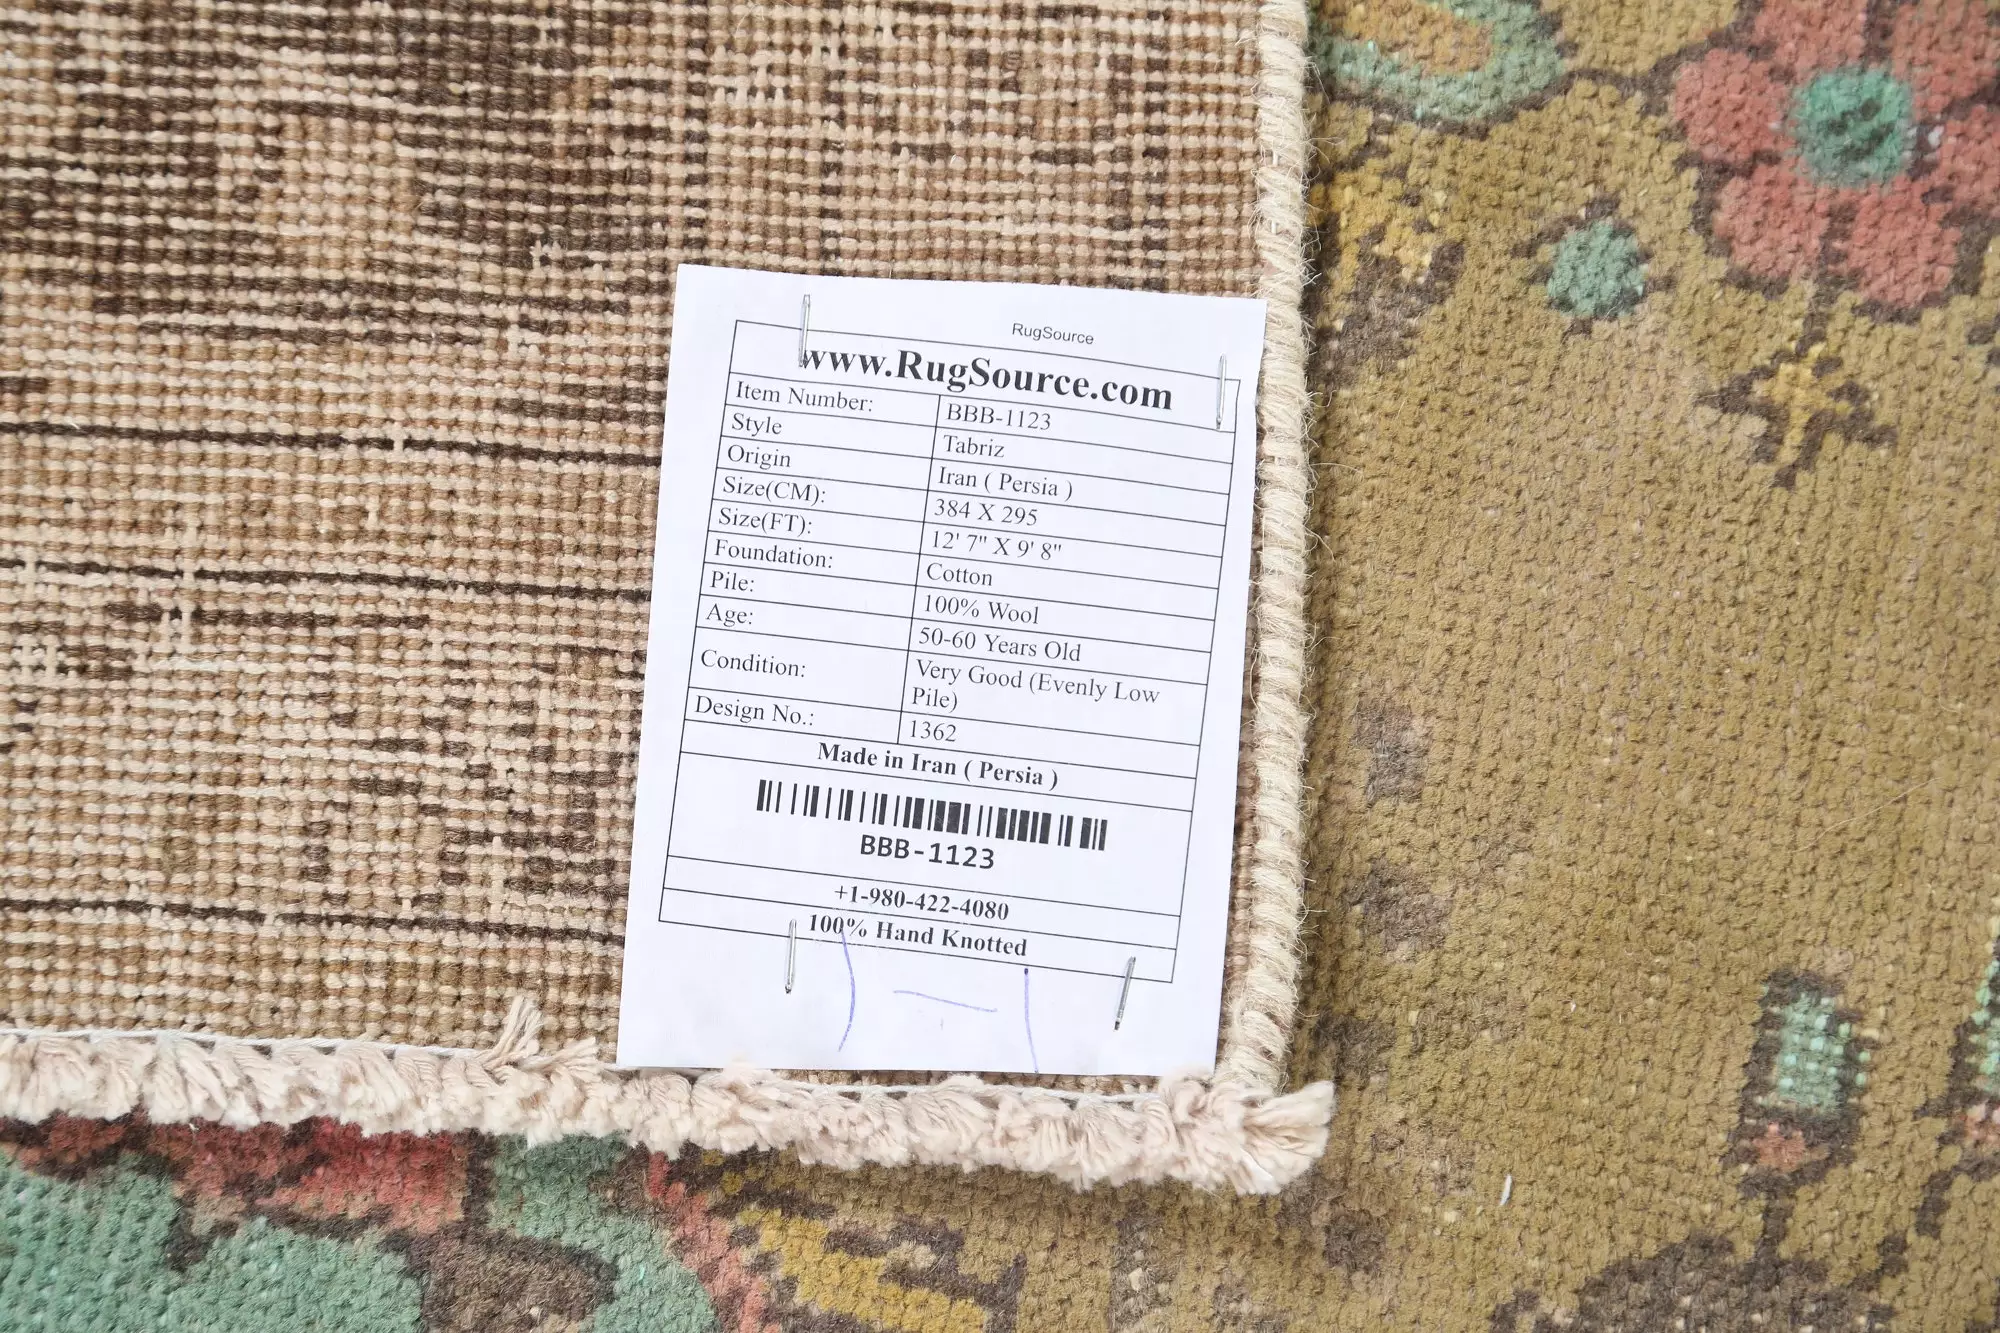 RugSource
www.RugSource.com
Item Number: BBB-1123
Style Tabriz
Origin Iran ( Persia )
Size(CM): 384 X 295
Size(FT): 12' 7" X 9' 8"
Foundation: Cotton
Pile: 100% Wool
Age: 50-60 Years Old
Condition: Very Good (Evenly Low
Pile)
Design No.: 1362
Made in Iran ( Persia )
BBB-1123
+1-980-422-4080
100% Hand Knotted